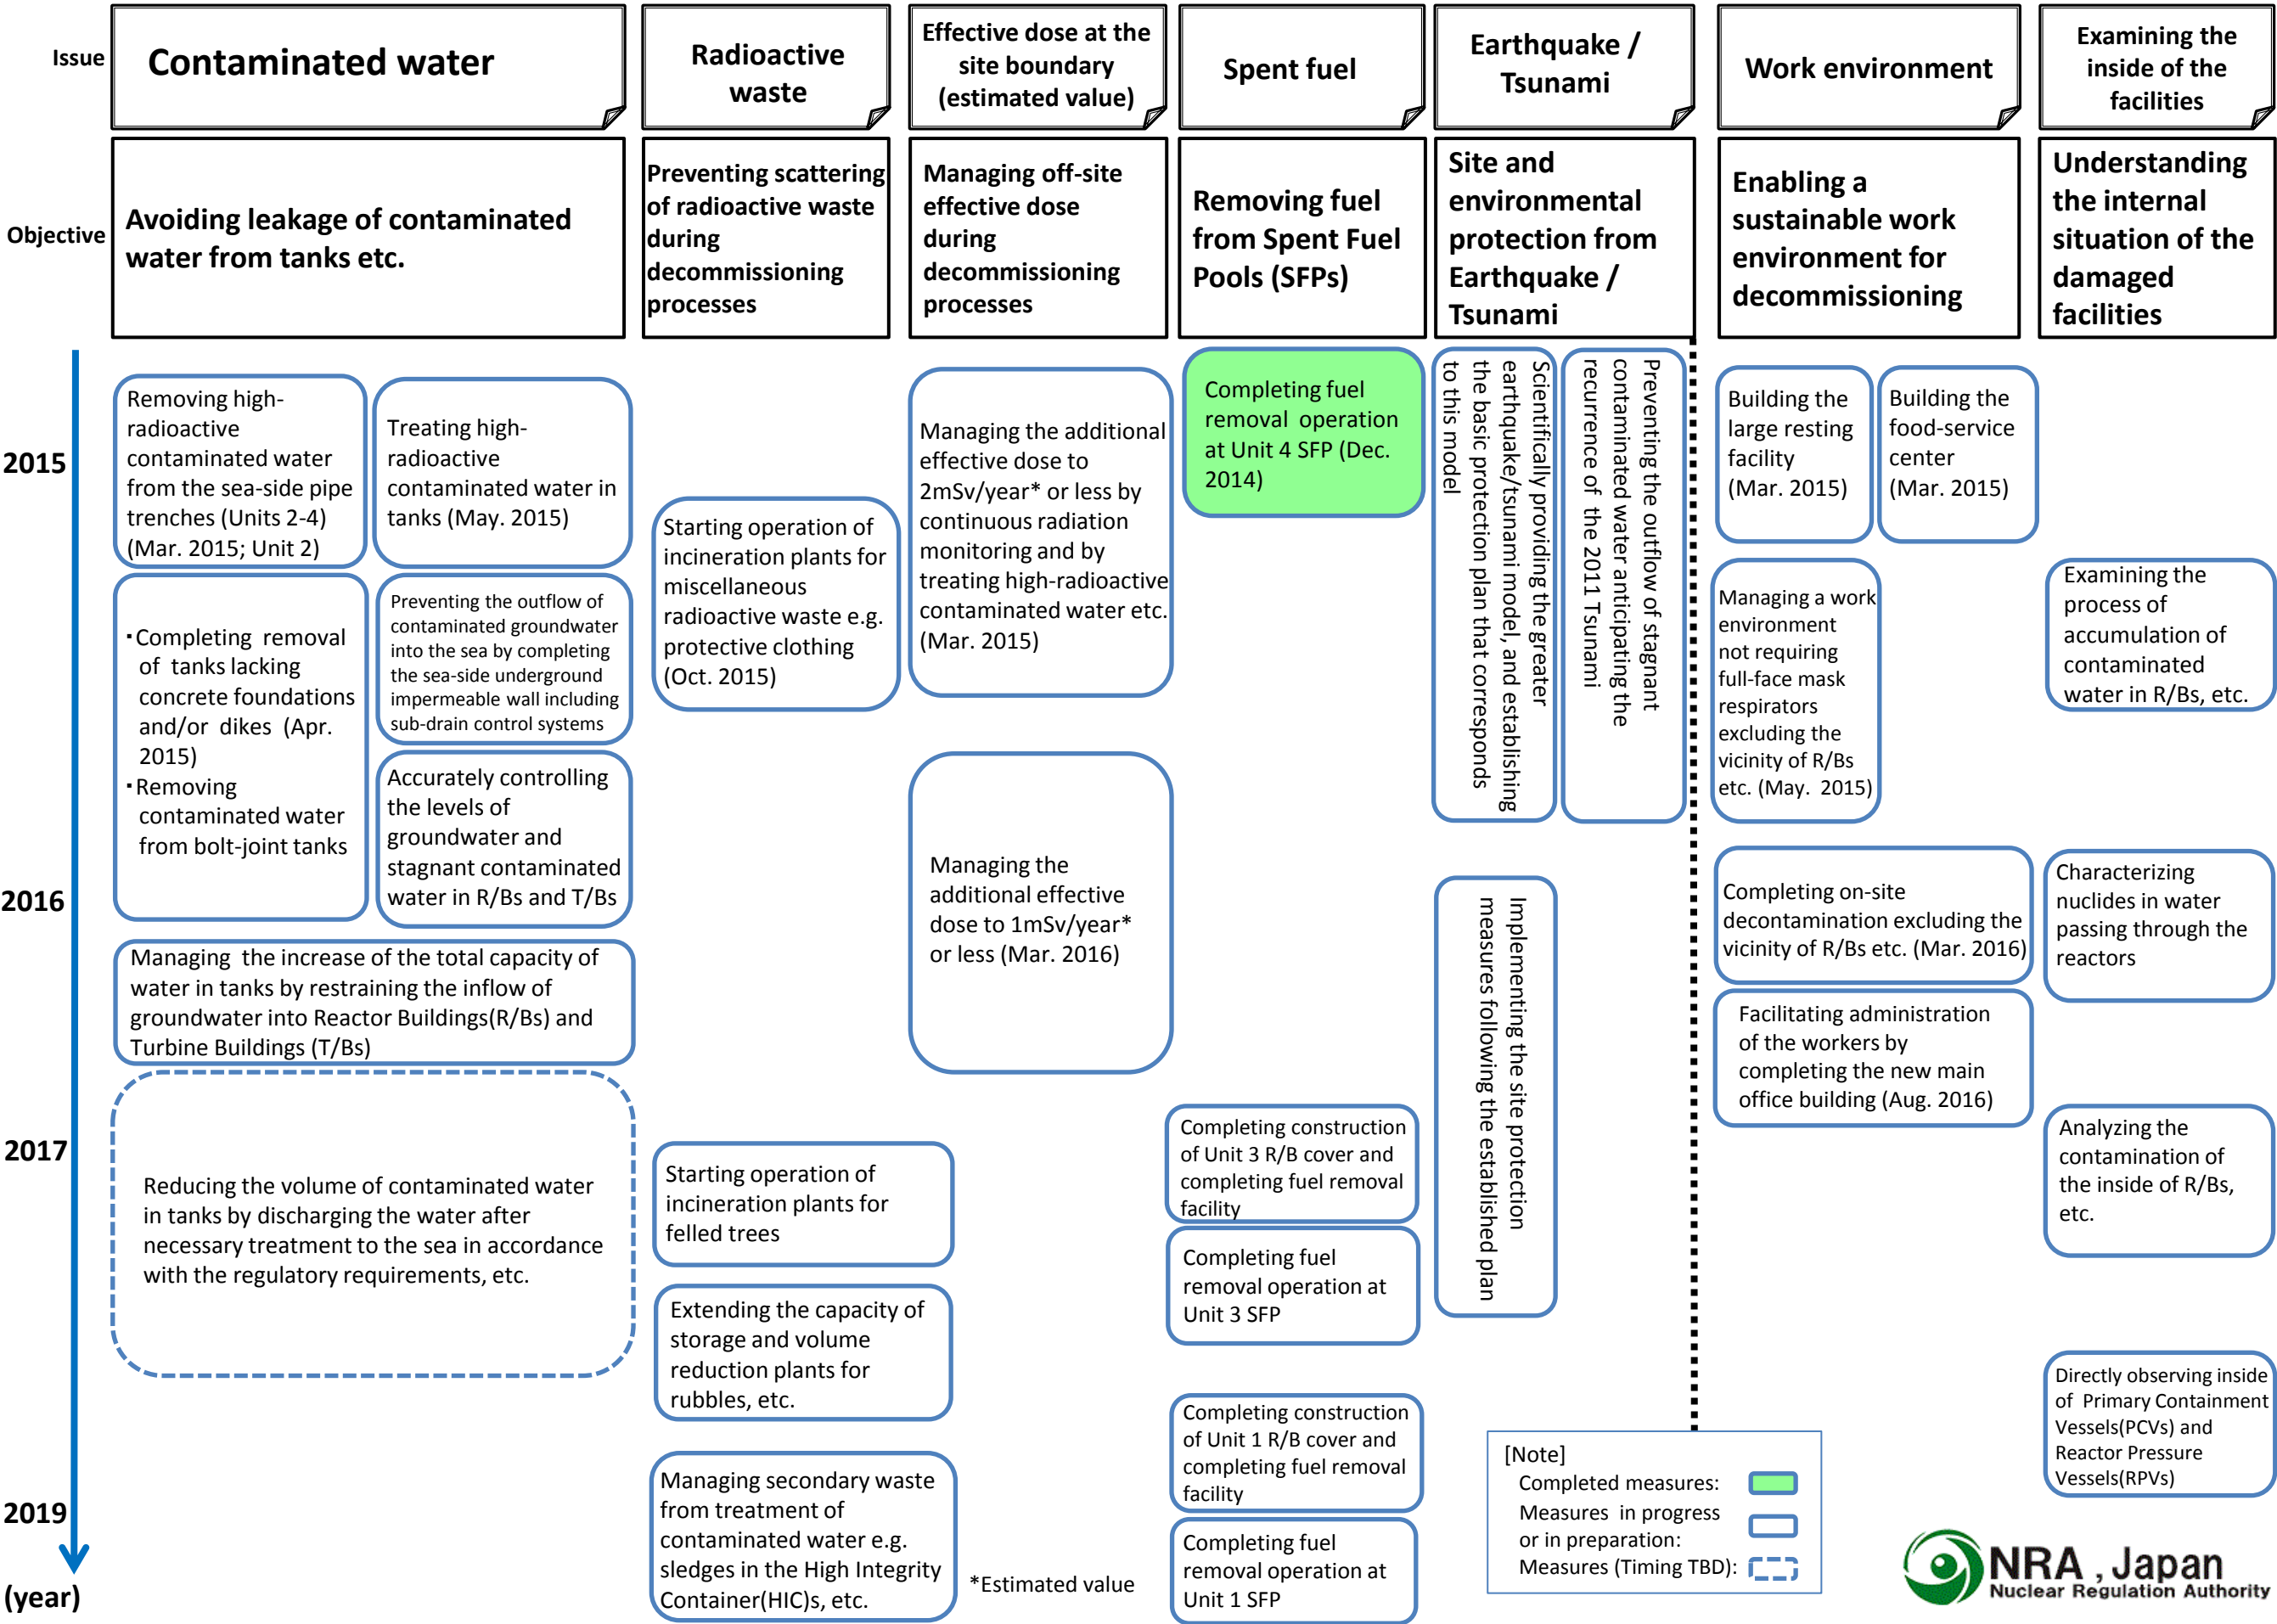 Issue
Contaminated water
Radioactive
waste
Effective dose at the
site boundary
(estimated value)
Spent fuel
Earthquake /
Tsunami
Work environment
Examining the
inside of the
facilities
Objective
Avoiding leakage of contaminated
water from tanks etc.
Preventing scattering
of radioactive waste
during
decommissioning
processes
Managing off-site
effective dose
during
decommissioning
processes
Removing fuel
from Spent Fuel
Pools (SFPs)
Site and
environmental
protection from
Earthquake /
Tsunami
Enabling a
sustainable work
environment for
decommissioning
Understanding
the internal
situation of the
damaged
facilities
2015
2016
2017
2019
(year)
Removing high-
radioactive
contaminated water
from the sea-side pipe
trenches (Units 2-4)
(Mar. 2015; Unit 2)
Treating high-
radioactive
contaminated water in
tanks (May. 2015)
・Completing removal
of tanks lacking
concrete foundations
and/or dikes (Apr.
2015)
・Removing
contaminated water
from bolt-joint tanks
Preventing the outflow of
contaminated groundwater
into the sea by completing
the sea-side underground
impermeable wall including
sub-drain control systems
Accurately controlling
the levels of
groundwater and
stagnant contaminated
water in R/Bs and T/Bs
Managing the increase of the total capacity of
water in tanks by restraining the inflow of
groundwater into Reactor Buildings(R/Bs) and
Turbine Buildings (T/Bs)
Reducing the volume of contaminated water
in tanks by discharging the water after
necessary treatment to the sea in accordance
with the regulatory requirements, etc.
Starting operation of
incineration plants for
miscellaneous
radioactive waste e.g.
protective clothing
(Oct. 2015)
Starting operation of
incineration plants for
felled trees
Extending the capacity of
storage and volume
reduction plants for
rubbles, etc.
Managing secondary waste
from treatment of
contaminated water e.g.
sledges in the High Integrity
Container(HIC)s, etc.
Managing the additional
effective dose to
2mSv/year* or less by
continuous radiation
monitoring and by
treating high-radioactive
contaminated water etc.
(Mar. 2015)
Managing the
additional effective
dose to 1mSv/year*
or less (Mar. 2016)
*Estimated value
Completing fuel
removal operation
at Unit 4 SFP (Dec.
2014)
Completing construction
of Unit 3 R/B cover and
completing fuel removal
facility
Completing fuel
removal operation at
Unit 3 SFP
Completing construction
of Unit 1 R/B cover and
completing fuel removal
facility
Completing fuel
removal operation at
Unit 1 SFP
Scientifically providing the greater
earthquake/tsunami model, and establishing
the basic protection plan that corresponds
to this model
Preventing the outflow of stagnant
contaminated water anticipating the
recurrence of the 2011 Tsunami
Implementing the site protection
measures following the established plan
Building the
large resting
facility
(Mar. 2015)
Building the
food-service
center
(Mar. 2015)
Managing a work
environment
not requiring
full-face mask
respirators
excluding the
vicinity of R/Bs
etc. (May. 2015)
Completing on-site
decontamination excluding the
vicinity of R/Bs etc. (Mar. 2016)
Facilitating administration
of the workers by
completing the new main
office building (Aug. 2016)
Examining the
process of
accumulation of
contaminated
water in R/Bs, etc.
Characterizing
nuclides in water
passing through the
reactors
Analyzing the
contamination of
the inside of R/Bs,
etc.
Directly observing inside
of Primary Containment
Vessels(PCVs) and
Reactor Pressure
Vessels(RPVs)
[Note]
Completed measures:
Measures in progress
or in preparation:
Measures (Timing TBD):
NRA , Japan
Nuclear Regulation Authority